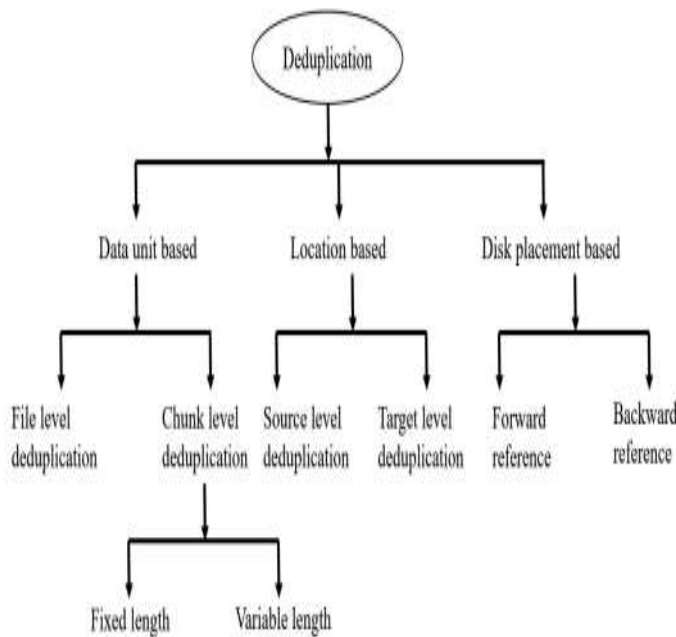 Deduplication
Data unit based
Location based
Disk placement based
File level
deduplication
Chunk level
deduplication
Source level
deduplication
Target level
deduplication
Forward
reference
Backward
reference
Fixed length
Variable length